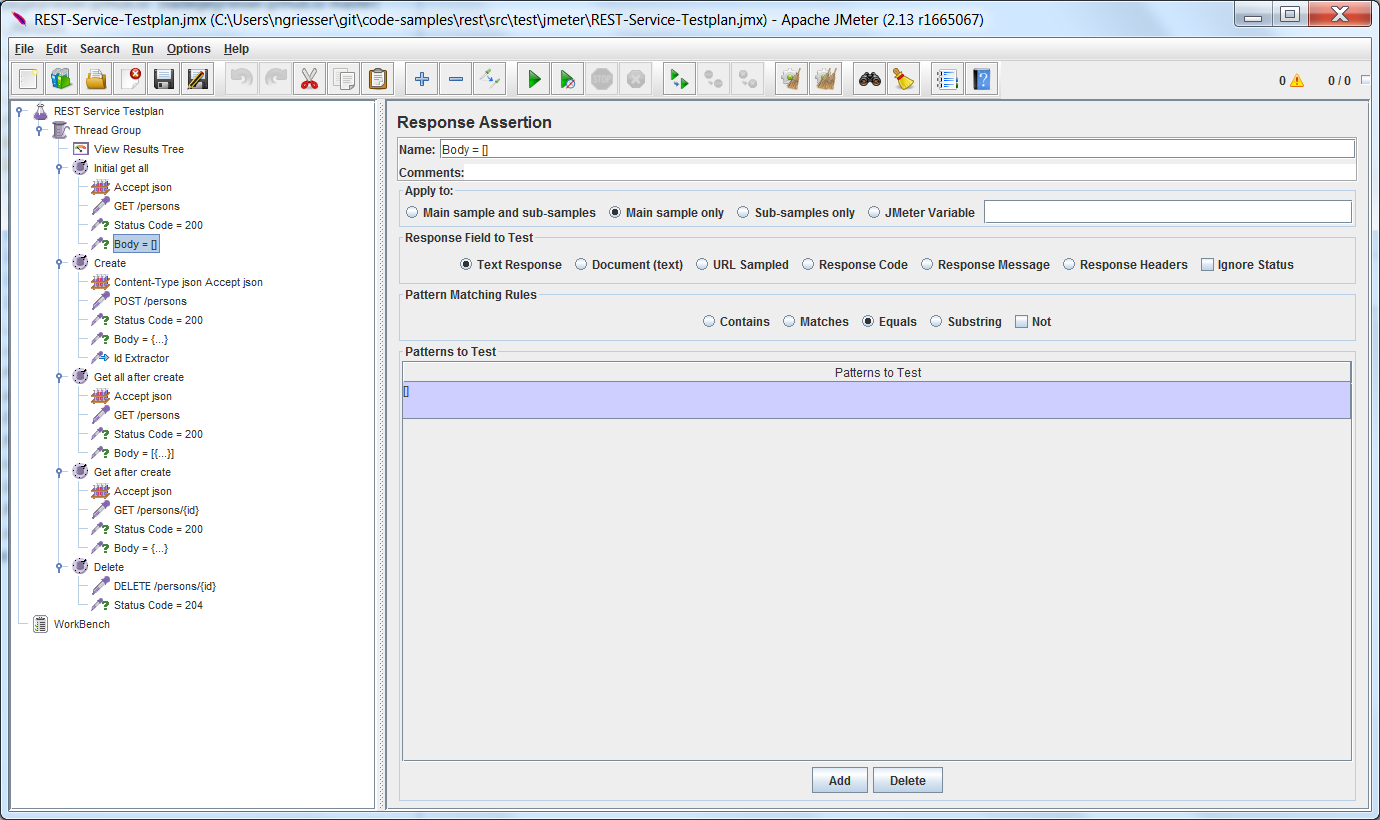 REST-Service-Testplan.jmx (C:\Users\ngriesser\git\code-samples\rest\src\test\jmeter\REST-Service-Testplan.jmx) - Apache JMeter (2.13 r1665067)
File Edit Search Run Options Help
STOP
0 0 / 0
REST Service Testplan
Thread Group
View Results Tree
Initial get all
Accept json
GET /persons
Status Code = 200
Body = []
Create
Content-Type json Accept json
POST /persons
Status Code = 200
Body = {...}
Id Extractor
Get all after create
Accept json
GET /persons
Status Code = 200
Body = [{...}]
Get after create
Accept json
GET /persons/{id}
Status Code = 200
Body = {...}
Delete
DELETE /persons/{id}
Status Code = 204
WorkBench
Response Assertion
Name: Body = []
Comments:
Apply to:
Main sample and sub-samples Main sample only Sub-samples only JMeter Variable
Response Field to Test
Text Response Document (text) URL Sampled Response Code Response Message Response Headers Ignore Status
Pattern Matching Rules
Contains Matches Equals Substring Not
Patterns to Test
Patterns to Test
[]
Add Delete